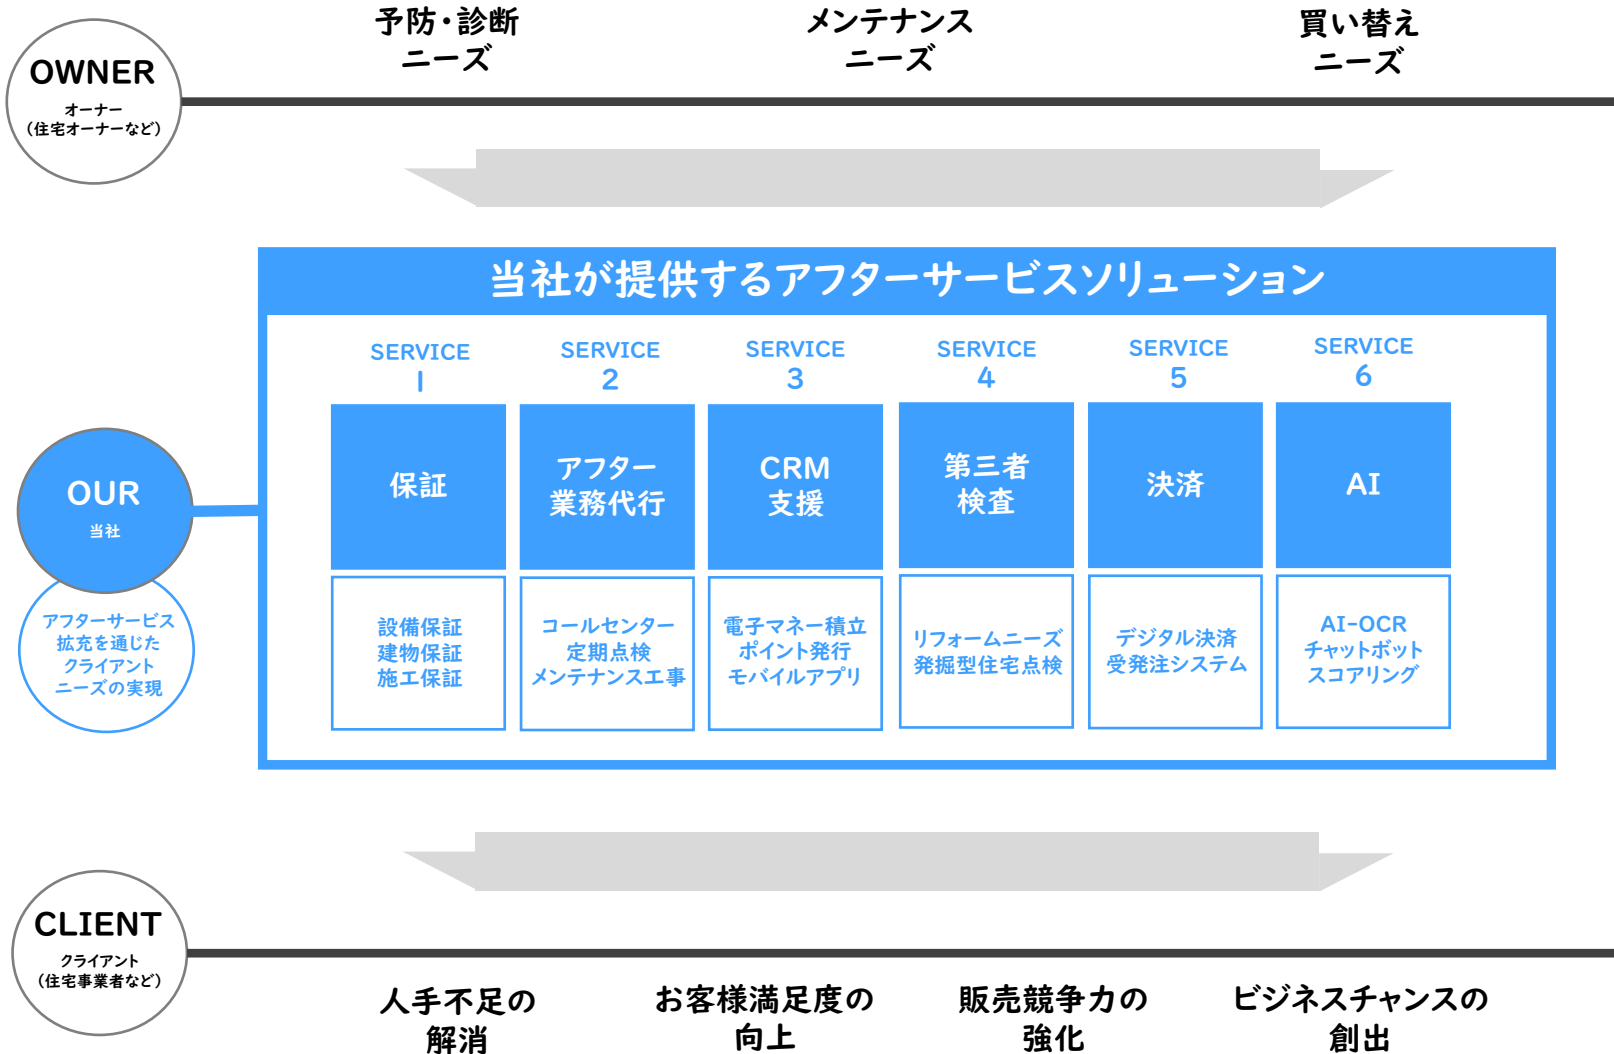 予防・診断
ニーズ
メンテナンス
ニーズ
買い替え
ニーズ
OWNER
オーナー
(住宅オーナーなど)
当社が提供するアフターサービスソリューション
SERVICE
1
SERVICE
2
SERVICE
3
SERVICE
4
SERVICE
5
SERVICE
6
保証
アフター
業務代行
CRM
支援
第三者
検査
決済
AI
設備保証
建物保証
施工保証
コールセンター
定期点検
メンテナンス工事
電子マネー積立
ポイント発行
モバイルアプリ
リフォームニーズ
発掘型住宅点検
デジタル決済
受発注システム
AI-OCR
チャットボット
スコアリング
OUR
当社
アフターサービス
拡充を通じた
クライアント
ニーズの実現
CLIENT
クライアント
(住宅事業者など)
人手不足の
解消
お客様満足度の
向上
販売競争力の
強化
ビジネスチャンスの
創出